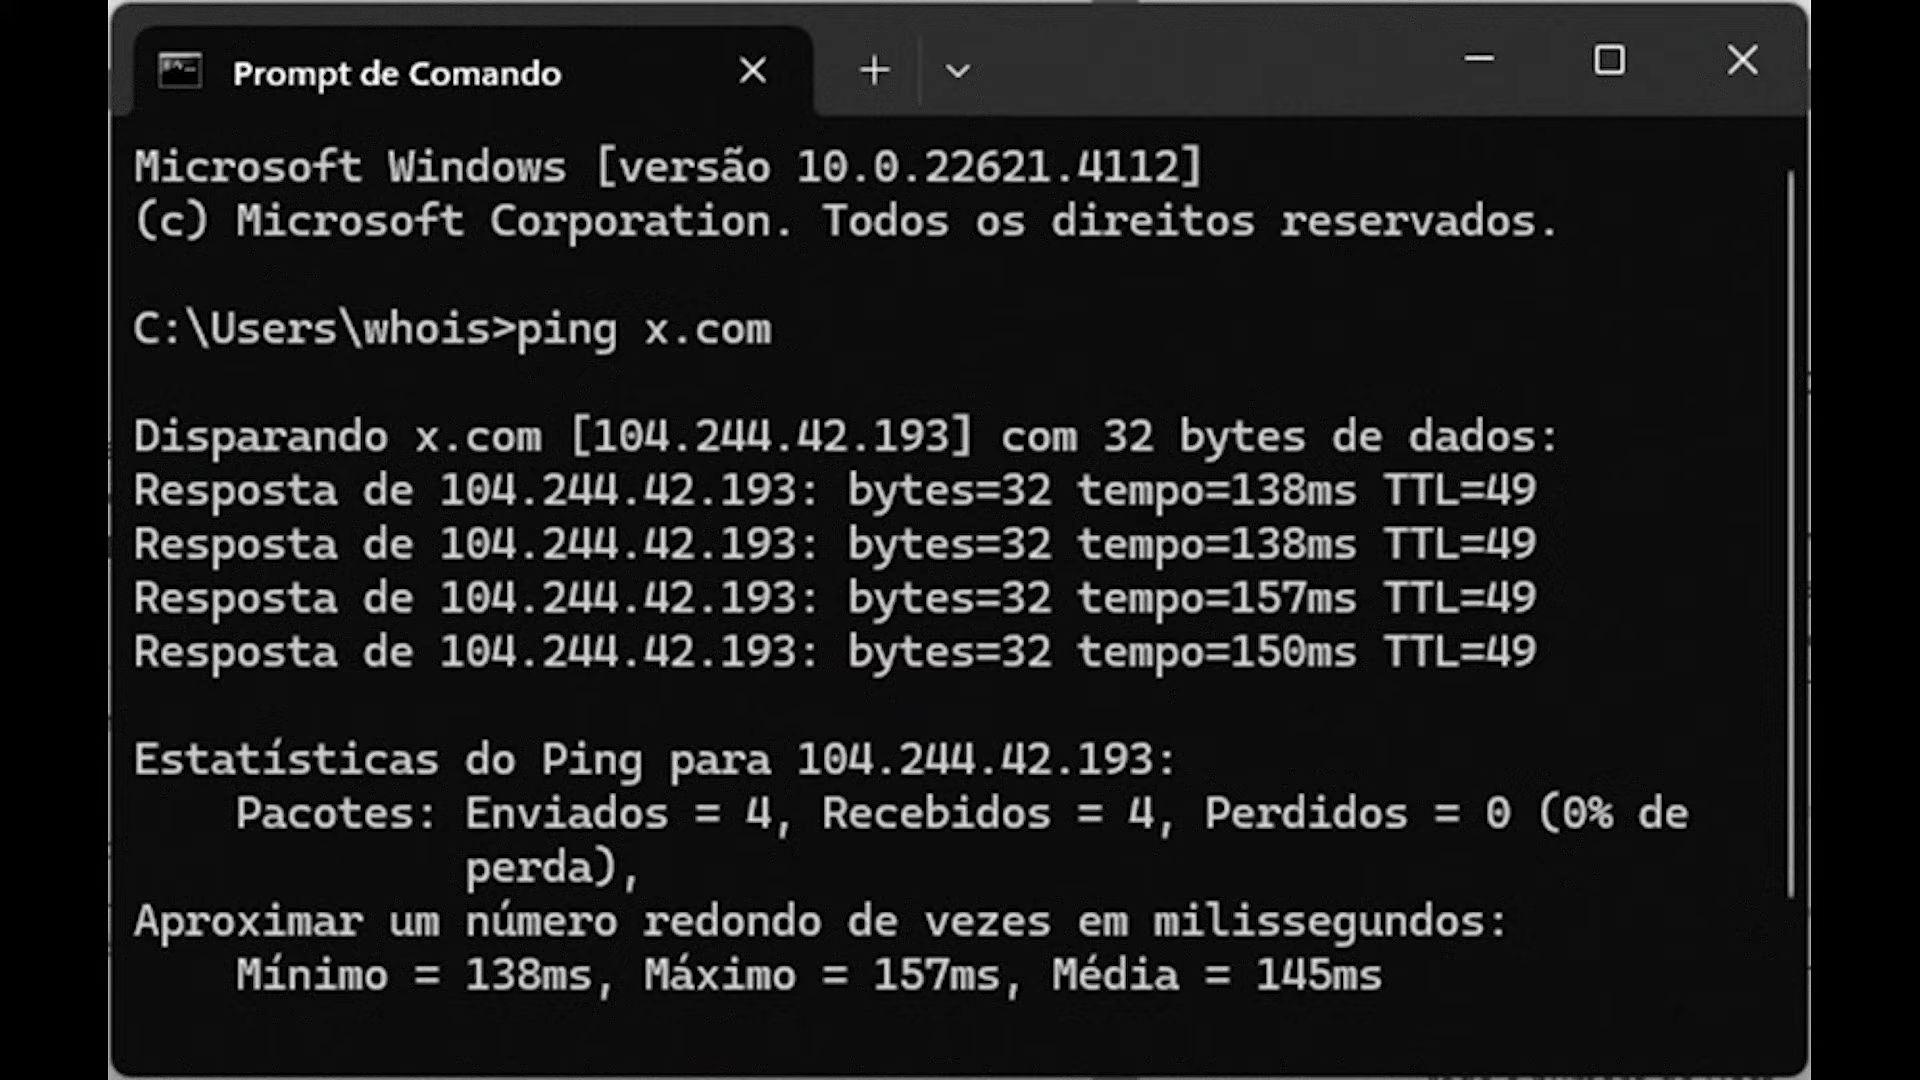 Prompt de Comando
Microsoft Windows [versão 10.0.22621.4112]
(c) Microsoft Corporation. Todos os direitos reservados.
C:\Users\whois>ping x.com
Disparando x.com [104.244.42.193] com 32 bytes de dados:
Resposta de 104.244.42.193: bytes=32 tempo=138ms TTL=49
Resposta de 104.244.42.193: bytes=32 tempo=138ms TTL=49
Resposta de 104.244.42.193: bytes=32 tempo=157ms TTL=49
Resposta de 104.244.42.193: bytes=32 tempo=150ms TTL=49
Estatísticas do Ping para 104.244.42.193:
Pacotes: Enviados = 4, Recebidos = 4, Perdidos = 0 (0% de
perda),
Aproximar um número redondo de vezes em milissegundos:
Mínimo = 138ms, Máximo = 157ms, Média = 145ms